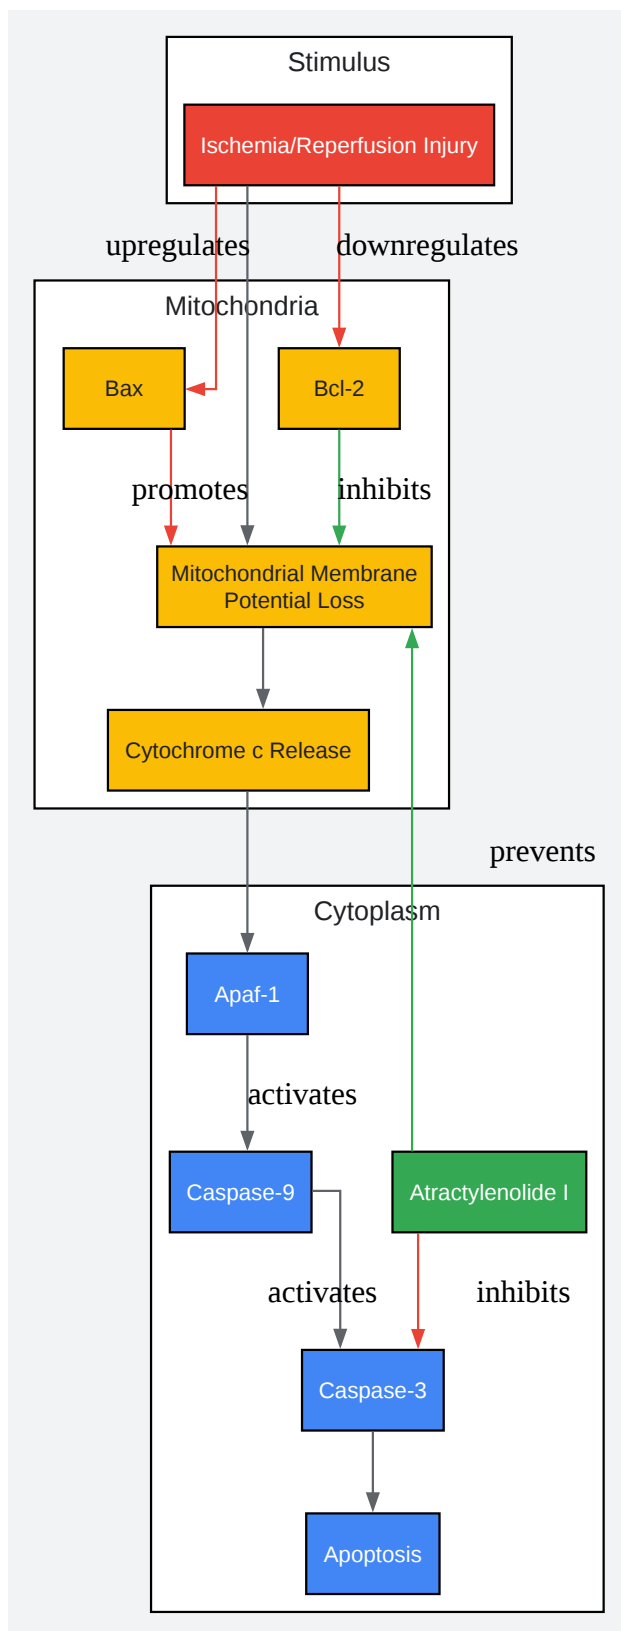 Stimulus
Ischemia/Reperfusion Injury
upregulates
downregulates
Mitochondria
Bax
Bcl-2
promotes
inhibits
Mitochondrial Membrane
Potential Loss
Cytochrome c Release
prevents
Cytoplasm
Apaf-1
activates
Caspase-9
Atractylenolide I
activates
inhibits
Caspase-3
Apoptosis